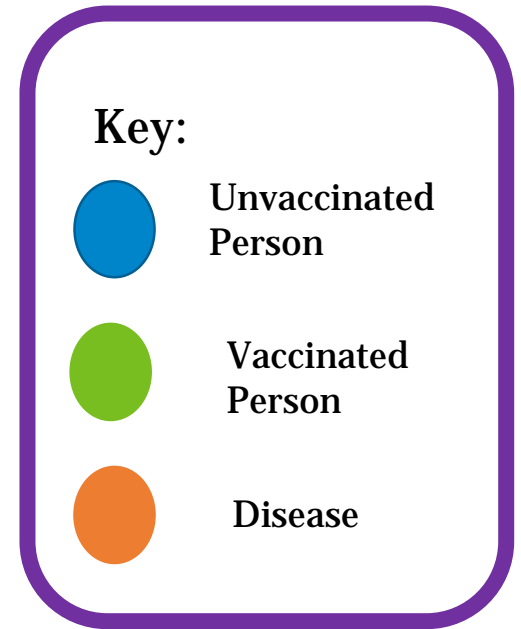 Key:
Unvaccinated
Person
Vaccinated
Person
Disease